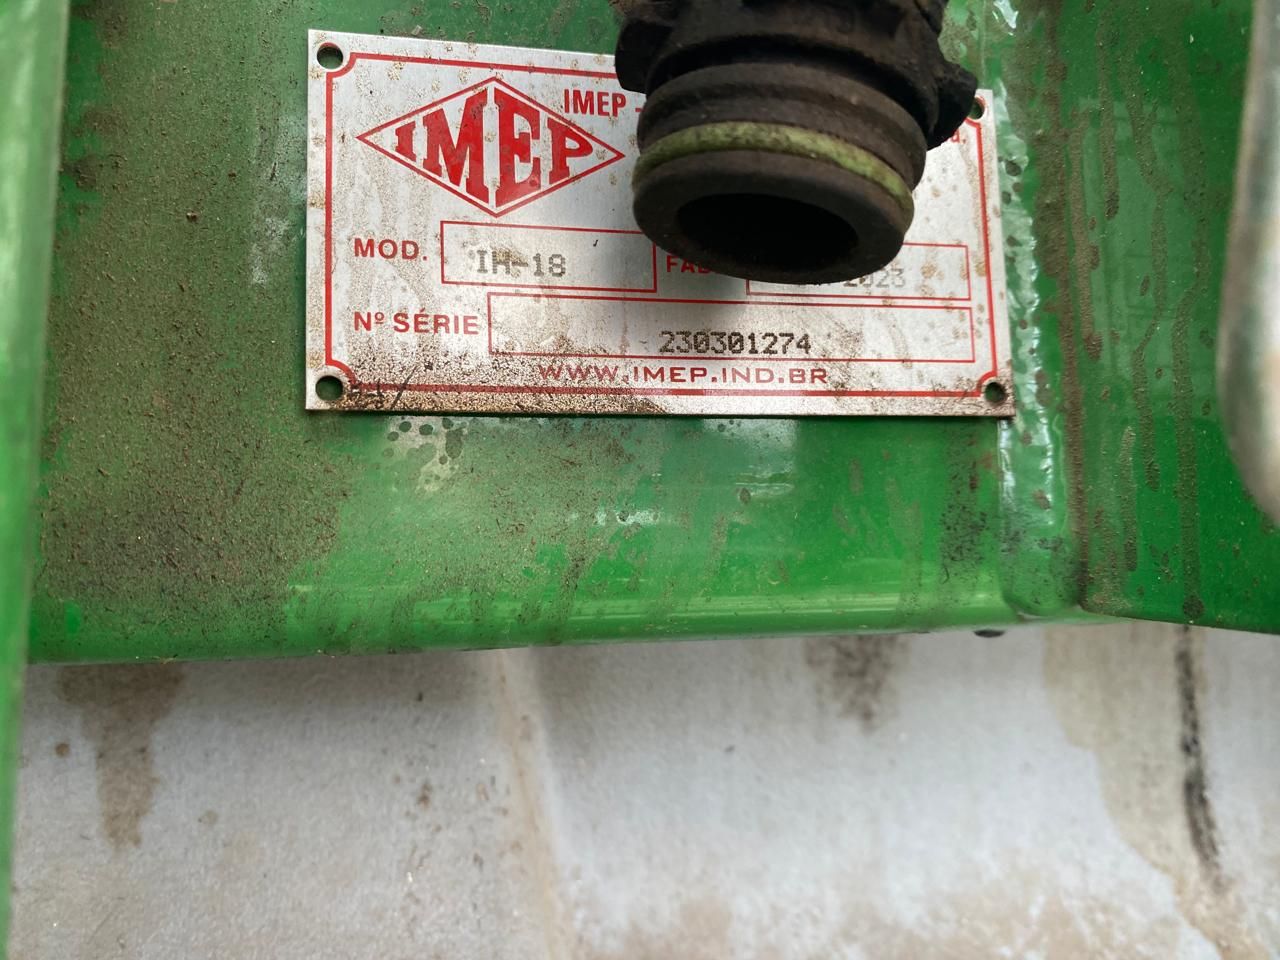 IMEP
IMEP -
MOD. IH-18
Nº SÉRIE 230301274
WWW.IMEP.IND.BR